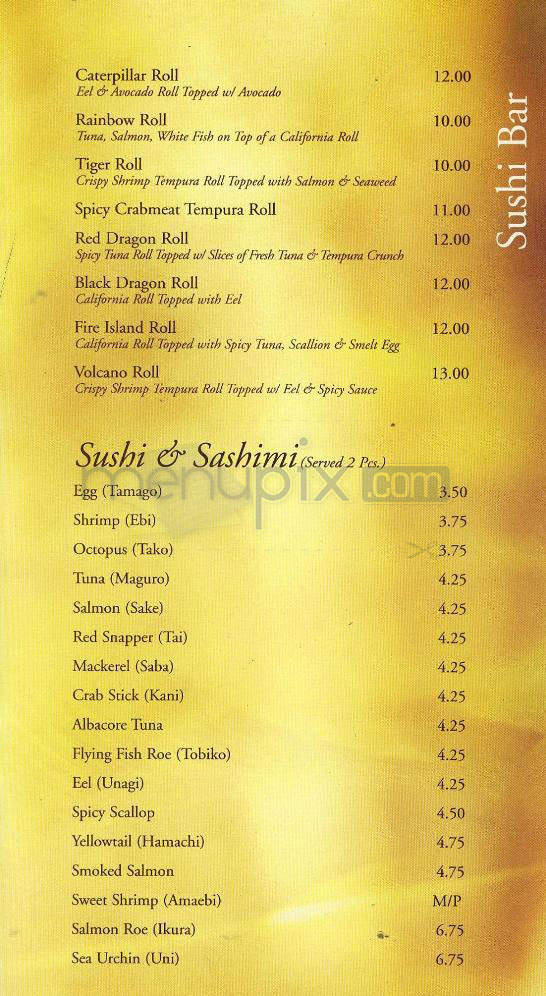 Sushi Bar
Caterpillar Roll 12.00
Eel & Avocado Roll Topped w/ Avocado
Rainbow Roll 10.00
Tuna, Salmon, White Fish on Top of a California Roll
Tiger Roll 10.00
Crispy Shrimp Tempura Roll Topped with Salmon & Seaweed
Spicy Crabmeat Tempura Roll 11.00
Red Dragon Roll 12.00
Spicy Tuna Roll Topped w/ Slices of Fresh Tuna & Tempura Crunch
Black Dragon Roll 12.00
California Roll Topped with Eel
Fire Island Roll 12.00
California Roll Topped with Spicy Tuna, Scallion & Smelt Egg
Volcano Roll 13.00
Crispy Shrimp Tempura Roll Topped w/ Eel & Spicy Sauce
Sushi & Sashimi (Served 2 Pcs.)
menupix.com
Egg (Tamago) 3.50
Shrimp (Ebi) 3.75
Octopus (Tako) 3.75
Tuna (Maguro) 4.25
Salmon (Sake) 4.25
Red Snapper (Tai) 4.25
Mackerel (Saba) 4.25
Crab Stick (Kani) 4.25
Albacore Tuna 4.25
Flying Fish Roe (Tobiko) 4.25
Eel (Unagi) 4.25
Spicy Scallop 4.50
Yellowtail (Hamachi) 4.75
Smoked Salmon 4.75
Sweet Shrimp (Amaebi) M/P
Salmon Roe (Ikura) 6.75
Sea Urchin (Uni) 6.75